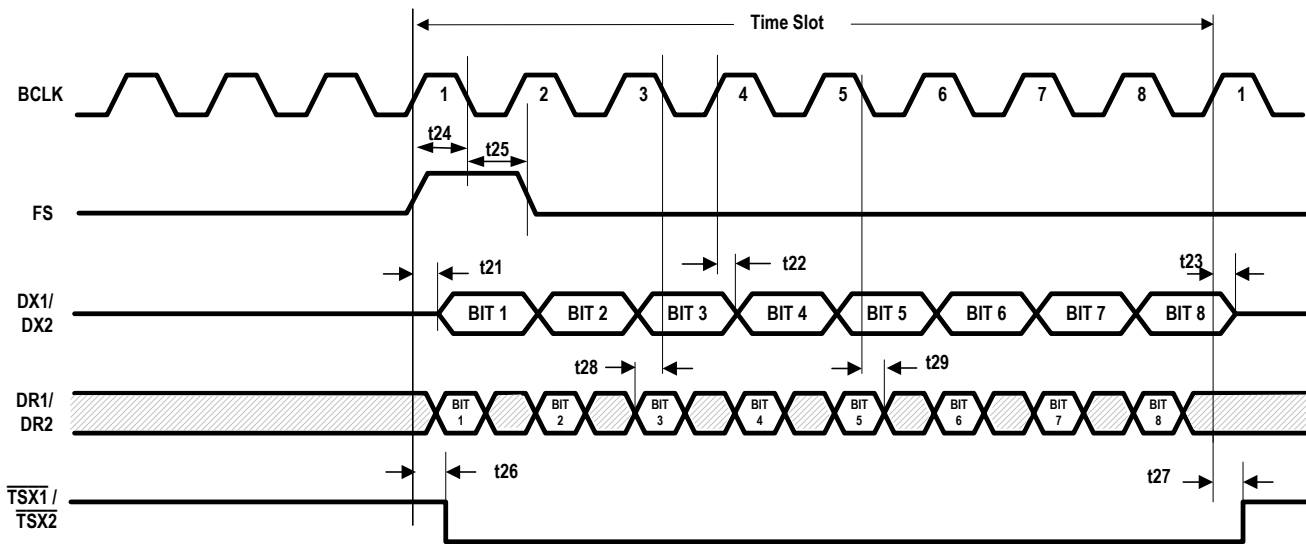 Time Slot
BCLK
1 2 3 4 5 6 7 8 1
t24
t25
FS
t21
t22
t23
DX1/
DX2
BIT 1 BIT 2 BIT 3 BIT 4 BIT 5 BIT 6 BIT 7 BIT 8
t28
t29
DR1/
DR2
BIT 1 BIT 2 BIT 3 BIT 4 BIT 5 BIT 6 BIT 7 BIT 8
t26
t27
TSX1 /
TSX2